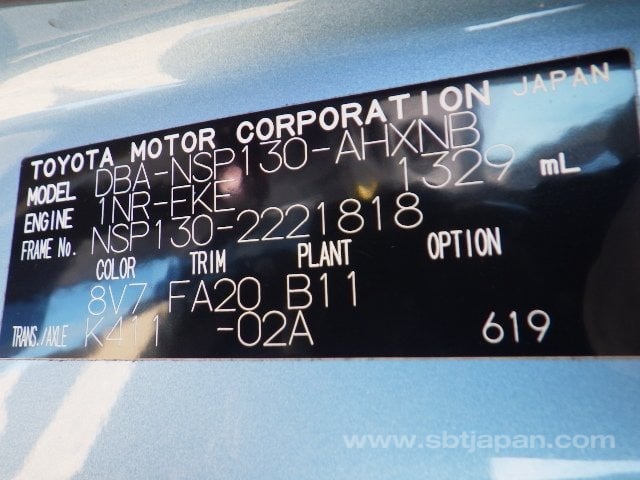 TOYOTA MOTOR CORPORATION JAPAN
MODEL DBA-NSP130-AHXNB
ENGINE 1NR-FKE 1329 mL
FRAME No. NSP130-2221818
COLOR TRIM PLANT OPTION
8V7 FA20 B11
TRANS./AXLE K411 -02A 619
www.sbtjapan.com